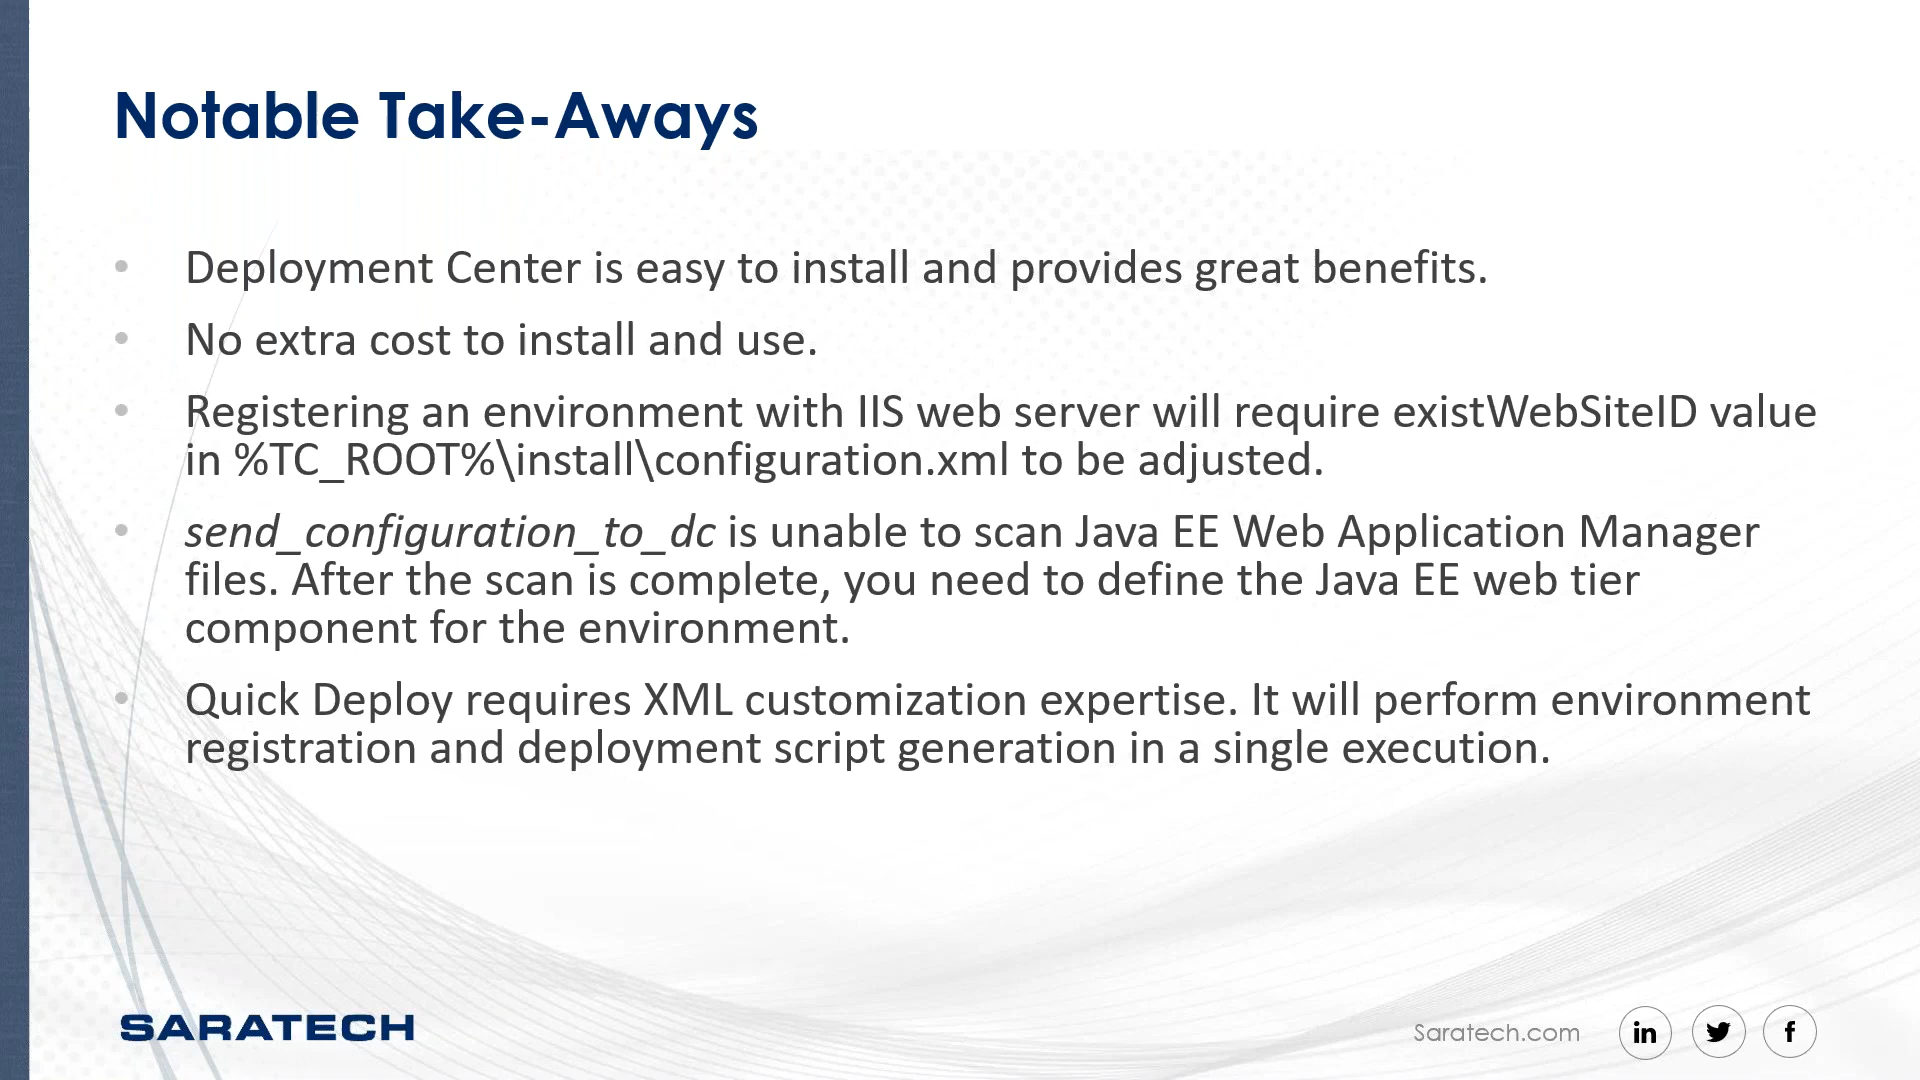 Notable Take-Aways
• Deployment Center is easy to install and provides great benefits.
• No extra cost to install and use.
• Registering an environment with IIS web server will require existWebSiteID value
in %TC_ROOT%\install\configuration.xml to be adjusted.
• send_configuration_to_dc is unable to scan Java EE Web Application Manager
files. After the scan is complete, you need to define the Java EE web tier
component for the environment.
• Quick Deploy requires XML customization expertise. It will perform environment
registration and deployment script generation in a single execution.
SARATECH
Saratech.com in f